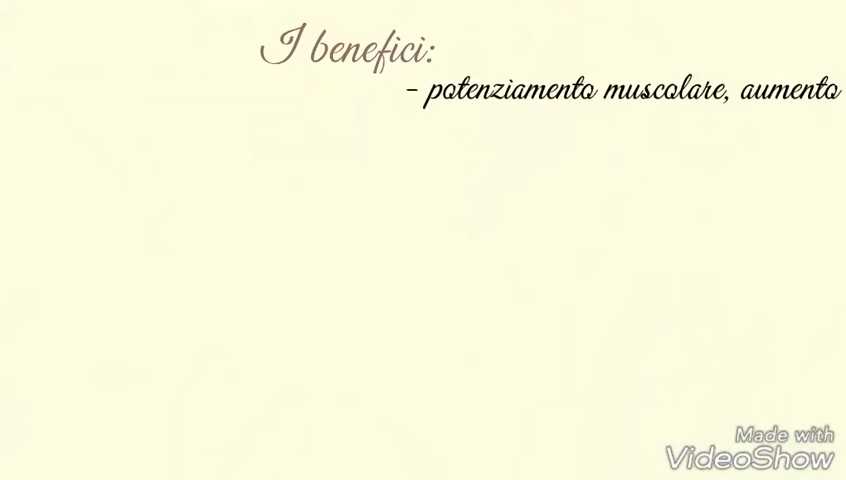 I benefici:
- potenziamento muscolare, aumento
Made with
VideoShow